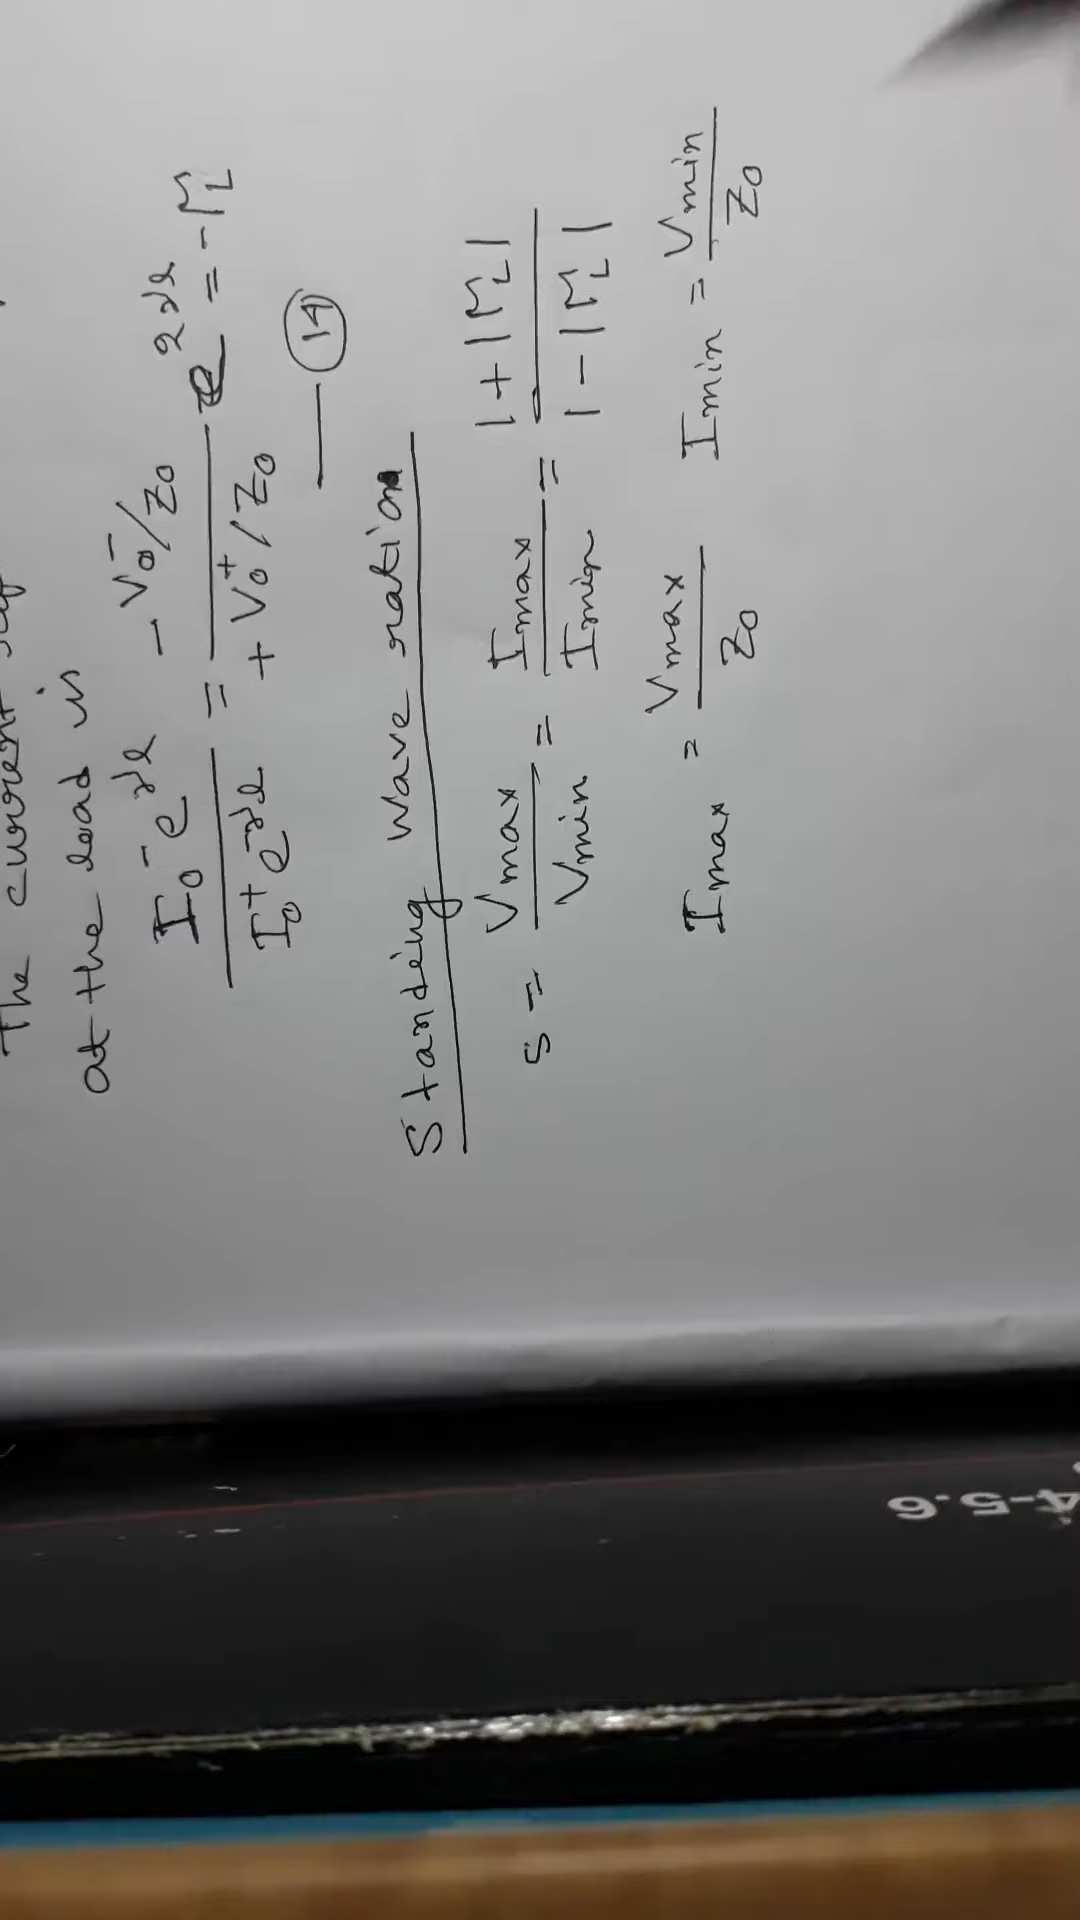 The current
at the load is
I₀⁻ e^γl / I₀⁺ e^-γl = - V₀⁻/Z₀ / + V₀⁺/Z₀ e^2γl = - Γ_L
—— (14)
Standing wave ration
S = Vmax / Vmin = Imax / Imin = 1 + |Γ_L| / 1 - |Γ_L|
Imax = Vmax / Z₀ Imin = Vmin / Z₀
4-5.6